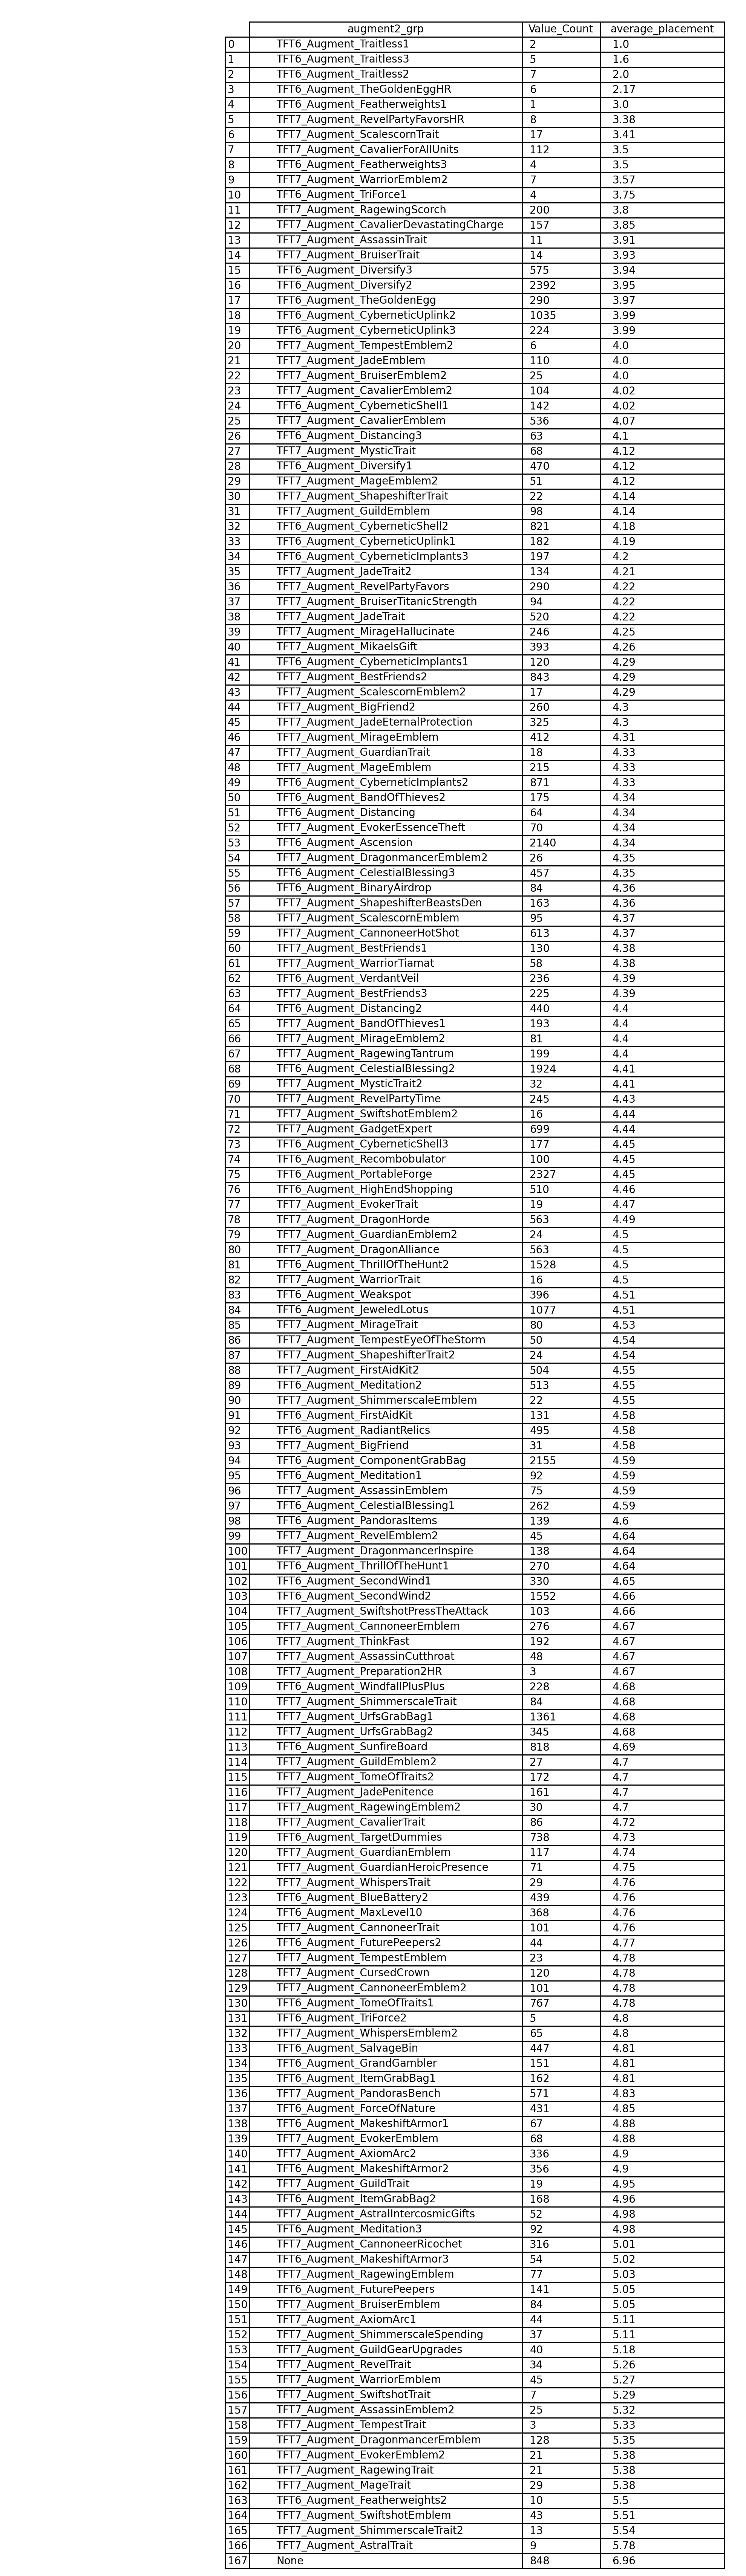 augment2_grp Value_Count average_placement
0 TFT6_Augment_Traitless1 2 1.0
1 TFT6_Augment_Traitless3 5 1.6
2 TFT6_Augment_Traitless2 7 2.0
3 TFT6_Augment_TheGoldenEggHR 6 2.17
4 TFT6_Augment_Featherweights1 1 3.0
5 TFT7_Augment_RevelPartyFavorsHR 8 3.38
6 TFT7_Augment_ScalescornTrait 17 3.41
7 TFT7_Augment_CavalierForAllUnits 112 3.5
8 TFT6_Augment_Featherweights3 4 3.5
9 TFT7_Augment_WarriorEmblem2 7 3.57
10 TFT6_Augment_TriForce1 4 3.75
11 TFT7_Augment_RagewingScorch 200 3.8
12 TFT7_Augment_CavalierDevastatingCharge 157 3.85
13 TFT7_Augment_AssassinTrait 11 3.91
14 TFT7_Augment_BruiserTrait 14 3.93
15 TFT6_Augment_Diversify3 575 3.94
16 TFT6_Augment_Diversify2 2392 3.95
17 TFT6_Augment_TheGoldenEgg 290 3.97
18 TFT6_Augment_CyberneticUplink2 1035 3.99
19 TFT6_Augment_CyberneticUplink3 224 3.99
20 TFT7_Augment_TempestEmblem2 6 4.0
21 TFT7_Augment_JadeEmblem 110 4.0
22 TFT7_Augment_BruiserEmblem2 25 4.0
23 TFT7_Augment_CavalierEmblem2 104 4.02
24 TFT6_Augment_CyberneticShell1 142 4.02
25 TFT7_Augment_CavalierEmblem 536 4.07
26 TFT6_Augment_Distancing3 63 4.1
27 TFT7_Augment_MysticTrait 68 4.12
28 TFT6_Augment_Diversify1 470 4.12
29 TFT7_Augment_MageEmblem2 51 4.12
30 TFT7_Augment_ShapeshifterTrait 22 4.14
31 TFT7_Augment_GuildEmblem 98 4.14
32 TFT6_Augment_CyberneticShell2 821 4.18
33 TFT6_Augment_CyberneticUplink1 182 4.19
34 TFT6_Augment_CyberneticImplants3 197 4.2
35 TFT7_Augment_JadeTrait2 134 4.21
36 TFT7_Augment_RevelPartyFavors 290 4.22
37 TFT7_Augment_BruiserTitanicStrength 94 4.22
38 TFT7_Augment_JadeTrait 520 4.22
39 TFT7_Augment_MirageHallucinate 246 4.25
40 TFT7_Augment_MikaelsGift 393 4.26
41 TFT6_Augment_CyberneticImplants1 120 4.29
42 TFT7_Augment_BestFriends2 843 4.29
43 TFT7_Augment_ScalescornEmblem2 17 4.29
44 TFT7_Augment_BigFriend2 260 4.3
45 TFT7_Augment_JadeEternalProtection 325 4.3
46 TFT7_Augment_MirageEmblem 412 4.31
47 TFT7_Augment_GuardianTrait 18 4.33
48 TFT7_Augment_MageEmblem 215 4.33
49 TFT6_Augment_CyberneticImplants2 871 4.33
50 TFT6_Augment_BandOfThieves2 175 4.34
51 TFT6_Augment_Distancing 64 4.34
52 TFT7_Augment_EvokerEssenceTheft 70 4.34
53 TFT6_Augment_Ascension 2140 4.34
54 TFT7_Augment_DragonmancerEmblem2 26 4.35
55 TFT6_Augment_CelestialBlessing3 457 4.35
56 TFT6_Augment_BinaryAirdrop 84 4.36
57 TFT7_Augment_ShapeshifterBeastsDen 163 4.36
58 TFT7_Augment_ScalescornEmblem 95 4.37
59 TFT7_Augment_CannoneerHotShot 613 4.37
60 TFT7_Augment_BestFriends1 130 4.38
61 TFT7_Augment_WarriorTiamat 58 4.38
62 TFT6_Augment_VerdantVeil 236 4.39
63 TFT7_Augment_BestFriends3 225 4.39
64 TFT6_Augment_Distancing2 440 4.4
65 TFT7_Augment_BandOfThieves1 193 4.4
66 TFT7_Augment_MirageEmblem2 81 4.4
67 TFT7_Augment_RagewingTantrum 199 4.4
68 TFT6_Augment_CelestialBlessing2 1924 4.41
69 TFT7_Augment_MysticTrait2 32 4.41
70 TFT7_Augment_RevelPartyTime 245 4.43
71 TFT7_Augment_SwiftshotEmblem2 16 4.44
72 TFT7_Augment_GadgetExpert 699 4.44
73 TFT6_Augment_CyberneticShell3 177 4.45
74 TFT6_Augment_Recombobulator 100 4.45
75 TFT6_Augment_PortableForge 2327 4.45
76 TFT6_Augment_HighEndShopping 510 4.46
77 TFT7_Augment_EvokerTrait 19 4.47
78 TFT7_Augment_DragonHorde 563 4.49
79 TFT7_Augment_GuardianEmblem2 24 4.5
80 TFT7_Augment_DragonAlliance 563 4.5
81 TFT6_Augment_ThrillOfTheHunt2 1528 4.5
82 TFT7_Augment_WarriorTrait 16 4.5
83 TFT6_Augment_Weakspot 396 4.51
84 TFT6_Augment_JeweledLotus 1077 4.51
85 TFT7_Augment_MirageTrait 80 4.53
86 TFT7_Augment_TempestEyeOfTheStorm 50 4.54
87 TFT7_Augment_ShapeshifterTrait2 24 4.54
88 TFT7_Augment_FirstAidKit2 504 4.55
89 TFT6_Augment_Meditation2 513 4.55
90 TFT7_Augment_ShimmerscaleEmblem 22 4.55
91 TFT6_Augment_FirstAidKit 131 4.58
92 TFT6_Augment_RadiantRelics 495 4.58
93 TFT7_Augment_BigFriend 31 4.58
94 TFT6_Augment_ComponentGrabBag 2155 4.59
95 TFT6_Augment_Meditation1 92 4.59
96 TFT7_Augment_AssassinEmblem 75 4.59
97 TFT6_Augment_CelestialBlessing1 262 4.59
98 TFT6_Augment_PandorasItems 139 4.6
99 TFT7_Augment_RevelEmblem2 45 4.64
100 TFT7_Augment_DragonmancerInspire 138 4.64
101 TFT6_Augment_ThrillOfTheHunt1 270 4.64
102 TFT6_Augment_SecondWind1 330 4.65
103 TFT6_Augment_SecondWind2 1552 4.66
104 TFT7_Augment_SwiftshotPressTheAttack 103 4.66
105 TFT7_Augment_CannoneerEmblem 276 4.67
106 TFT7_Augment_ThinkFast 192 4.67
107 TFT7_Augment_AssassinCutthroat 48 4.67
108 TFT7_Augment_Preparation2HR 3 4.67
109 TFT6_Augment_WindfallPlusPlus 228 4.68
110 TFT7_Augment_ShimmerscaleTrait 84 4.68
111 TFT7_Augment_UrfsGrabBag1 1361 4.68
112 TFT7_Augment_UrfsGrabBag2 345 4.68
113 TFT6_Augment_SunfireBoard 818 4.69
114 TFT7_Augment_GuildEmblem2 27 4.7
115 TFT7_Augment_TomeOfTraits2 172 4.7
116 TFT7_Augment_JadePenitence 161 4.7
117 TFT7_Augment_RagewingEmblem2 30 4.7
118 TFT7_Augment_CavalierTrait 86 4.72
119 TFT6_Augment_TargetDummies 738 4.73
120 TFT7_Augment_GuardianEmblem 117 4.74
121 TFT7_Augment_GuardianHeroicPresence 71 4.75
122 TFT7_Augment_WhispersTrait 29 4.76
123 TFT6_Augment_BlueBattery2 439 4.76
124 TFT6_Augment_MaxLevel10 368 4.76
125 TFT7_Augment_CannoneerTrait 101 4.76
126 TFT6_Augment_FuturePeepers2 44 4.77
127 TFT7_Augment_TempestEmblem 23 4.78
128 TFT7_Augment_CursedCrown 120 4.78
129 TFT7_Augment_CannoneerEmblem2 101 4.78
130 TFT6_Augment_TomeOfTraits1 767 4.78
131 TFT6_Augment_TriForce2 5 4.8
132 TFT7_Augment_WhispersEmblem2 65 4.8
133 TFT6_Augment_SalvageBin 447 4.81
134 TFT6_Augment_GrandGambler 151 4.81
135 TFT6_Augment_ItemGrabBag1 162 4.81
136 TFT7_Augment_PandorasBench 571 4.83
137 TFT6_Augment_ForceOfNature 431 4.85
138 TFT6_Augment_MakeshiftArmor1 67 4.88
139 TFT7_Augment_EvokerEmblem 68 4.88
140 TFT7_Augment_AxiomArc2 336 4.9
141 TFT6_Augment_MakeshiftArmor2 356 4.9
142 TFT7_Augment_GuildTrait 19 4.95
143 TFT6_Augment_ItemGrabBag2 168 4.96
144 TFT7_Augment_AstralIntercosmicGifts 52 4.98
145 TFT6_Augment_Meditation3 92 4.98
146 TFT7_Augment_CannoneerRicochet 316 5.01
147 TFT6_Augment_MakeshiftArmor3 54 5.02
148 TFT7_Augment_RagewingEmblem 77 5.03
149 TFT6_Augment_FuturePeepers 141 5.05
150 TFT7_Augment_BruiserEmblem 84 5.05
151 TFT7_Augment_AxiomArc1 44 5.11
152 TFT7_Augment_ShimmerscaleSpending 37 5.11
153 TFT7_Augment_GuildGearUpgrades 40 5.18
154 TFT7_Augment_RevelTrait 34 5.26
155 TFT7_Augment_WarriorEmblem 45 5.27
156 TFT7_Augment_SwiftshotTrait 7 5.29
157 TFT7_Augment_AssassinEmblem2 25 5.32
158 TFT7_Augment_TempestTrait 3 5.33
159 TFT7_Augment_DragonmancerEmblem 128 5.35
160 TFT7_Augment_EvokerEmblem2 21 5.38
161 TFT7_Augment_RagewingTrait 21 5.38
162 TFT7_Augment_MageTrait 29 5.38
163 TFT6_Augment_Featherweights2 10 5.5
164 TFT7_Augment_SwiftshotEmblem 43 5.51
165 TFT7_Augment_ShimmerscaleTrait2 13 5.54
166 TFT7_Augment_AstralTrait 9 5.78
167 None 848 6.96